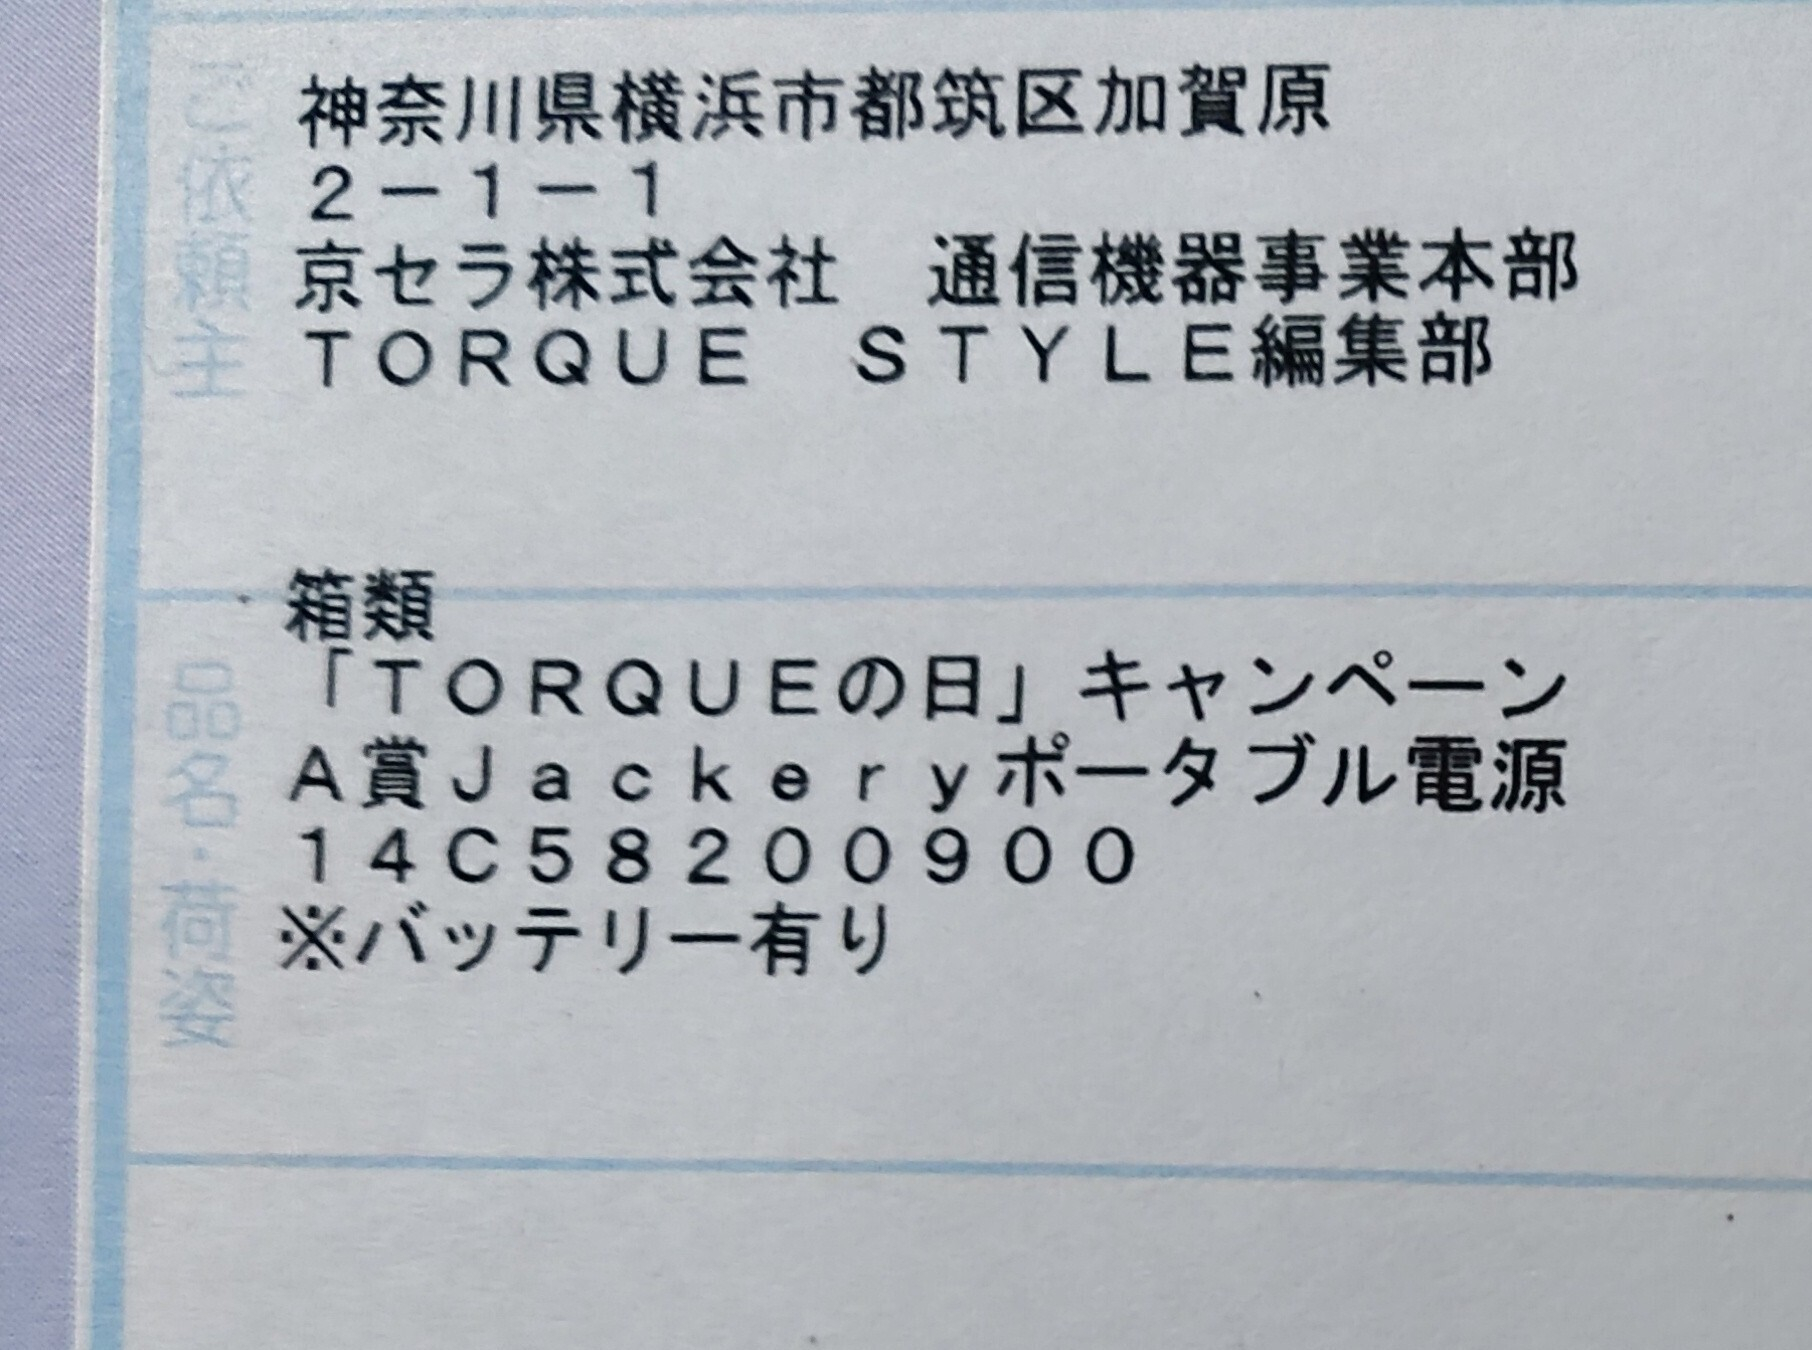 ご依頼主
神奈川県横浜市都筑区加賀原
２－１－１
京セラ株式会社　通信機器事業本部
ＴＯＲＱＵＥ　ＳＴＹＬＥ編集部
品名・荷姿
箱類
「ＴＯＲＱＵＥの日」キャンペーン
Ａ賞Ｊａｃｋｅｒｙポータブル電源
１４Ｃ５８２００９００
※バッテリー有り